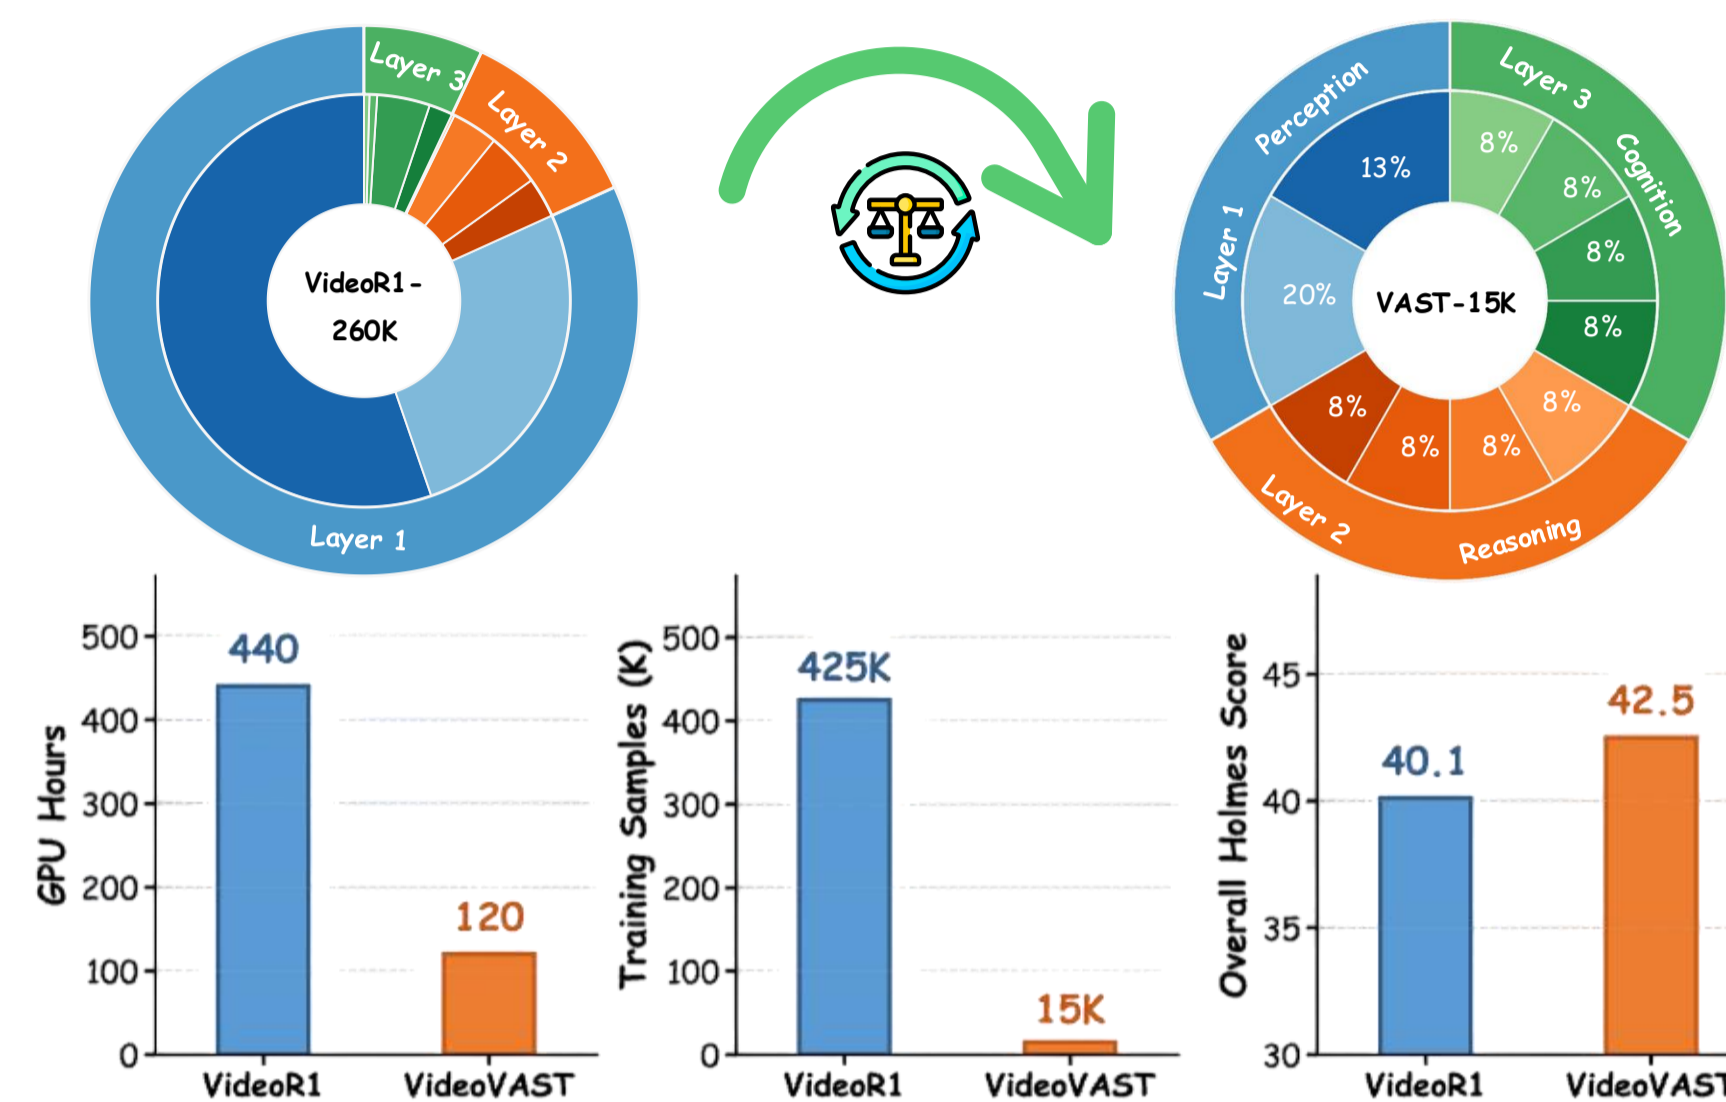 Layer 3
Layer 2
VideoR1-
260K
Layer 1
Perception
Layer 1
Layer 3
Cognition
13%
8%
8%
8%
8%
20%
VAST-15K
8%
8%
8%
8%
Layer 2
Reasoning
GPU Hours
500
400
300
200
100
0
440
120
VideoR1
VideoVAST
Training Samples (K)
500
400
300
200
100
0
425K
15K
VideoR1
VideoVAST
Overall Holmes Score
45
40
35
30
40.1
42.5
VideoR1
VideoVAST